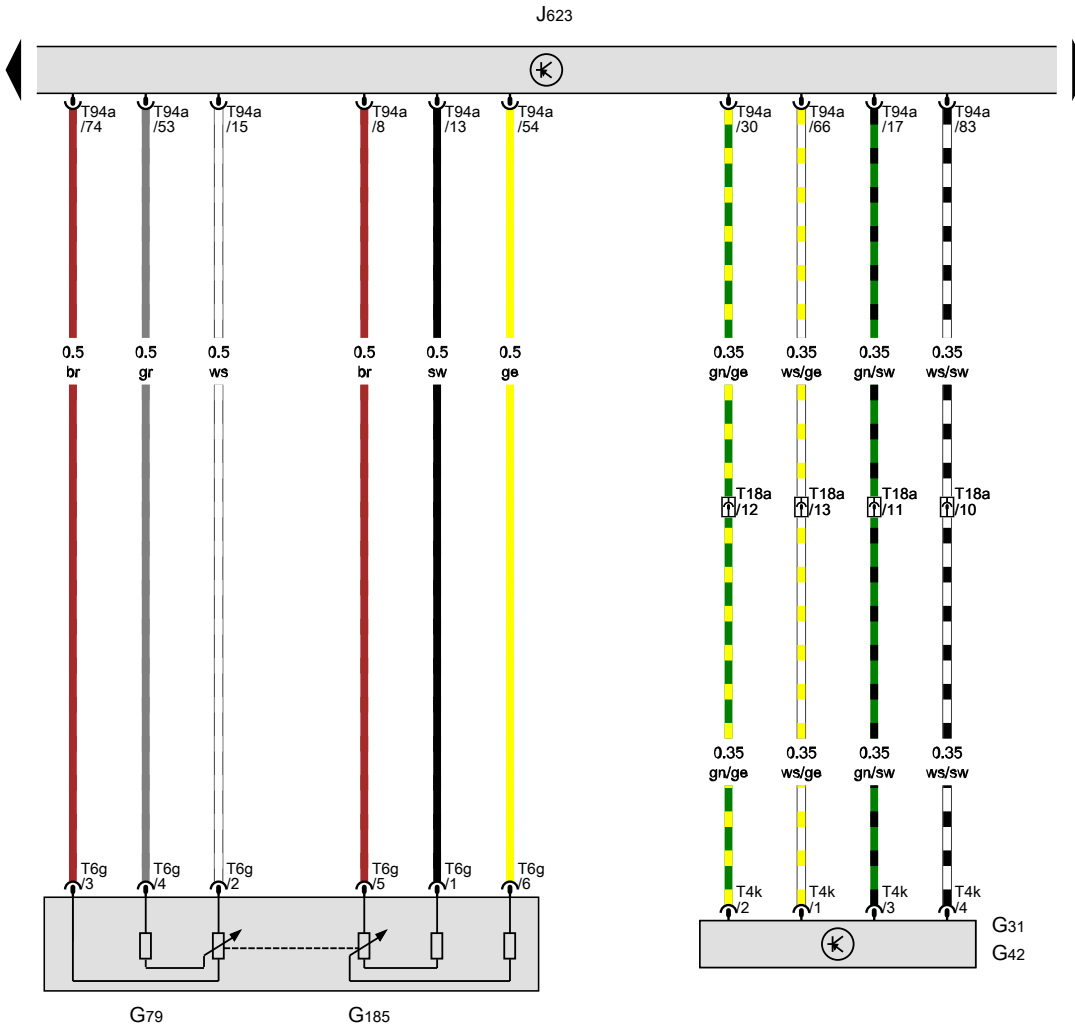 J623
T94a T94a T94a T94a T94a T94a T94a T94a T94a T94a
/74 /53 /15 /8 /13 /54 /30 /66 /17 /83
0.5 0.5 0.5 0.5 0.5 0.5 0.35 0.35 0.35 0.35
br gr ws br sw ge gn/ge ws/ge gn/sw ws/sw
T18a T18a T18a T18a
/12 /13 /11 /10
0.35 0.35 0.35 0.35
gn/ge ws/ge gn/sw ws/sw
T6g T6g T6g T6g T6g T6g
/3 /4 /2 /5 /1 /6
T4k T4k T4k T4k
/2 /1 /3 /4
G31
G42
G79 G185